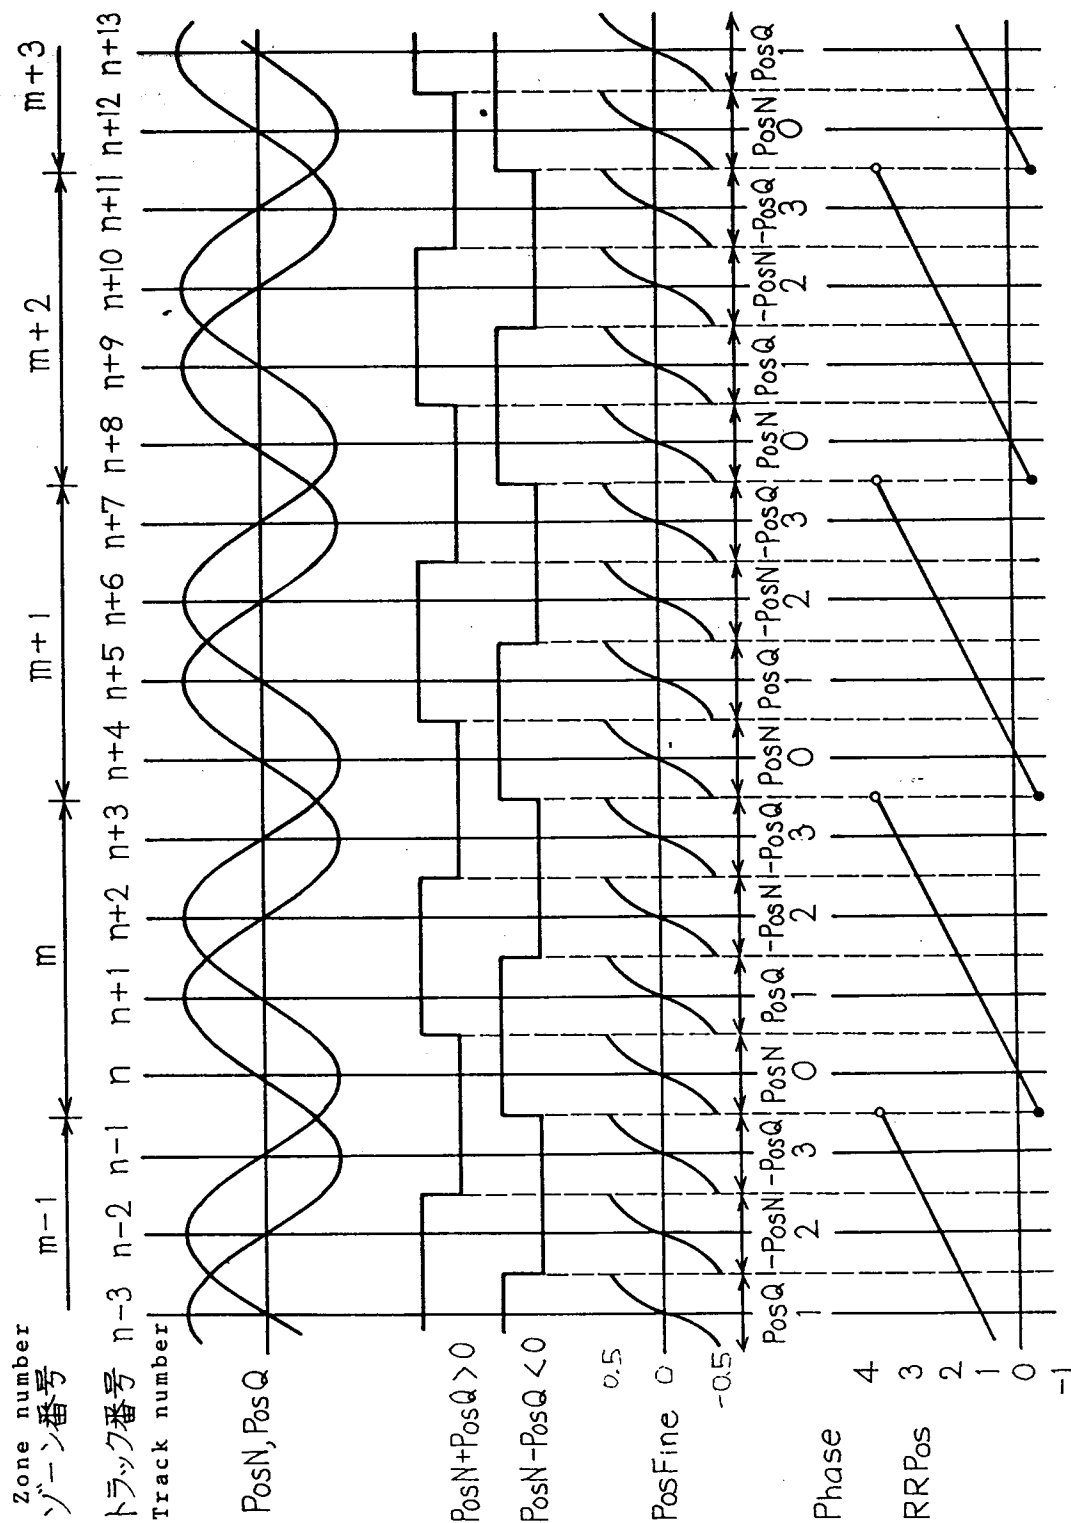 Zone number
ゾーン番号
m-1 m m+1 m+2 m+3
トラック番号
Track number
n-3 n-2 n-1 n n+1 n+2 n+3 n+4 n+5 n+6 n+7 n+8 n+9 n+10 n+11 n+12 n+13
PosN, PosQ
PosN+PosQ>0
PosN-PosQ<0
PosFine
0.5
0
-0.5
PosQ -PosN -PosQ PosN PosQ -PosN -PosQ PosN PosQ -PosN -PosQ PosN PosQ -PosN -PosQ PosN PosQ
Phase
1 2 3 0 1 2 3 0 1 2 3 0 1 2 3 0 1
RRPos
4
3
2
1
0
-1